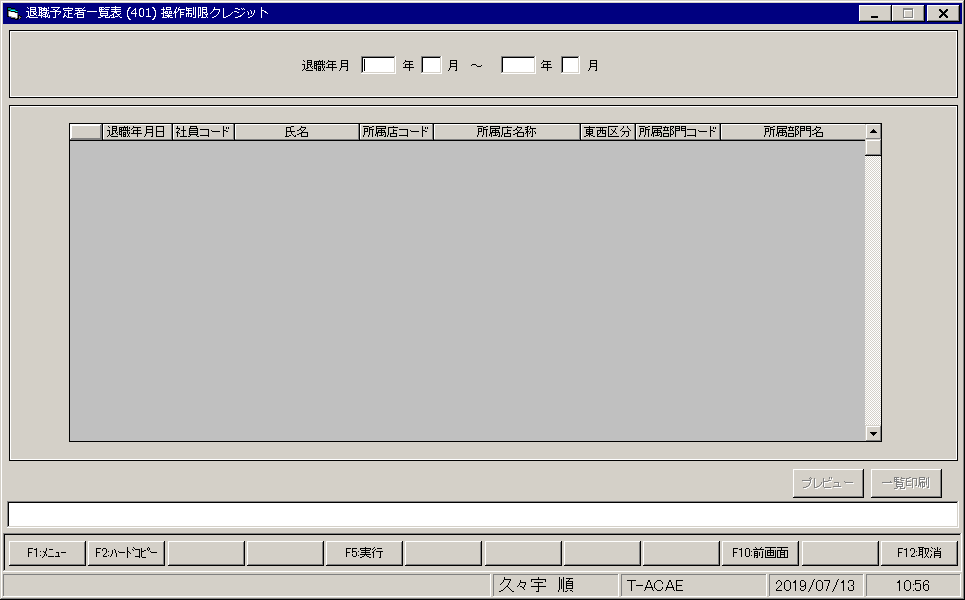 退職予定者一覧表 (401) 操作制限クレジット
退職年月 年 月 ～ 年 月
退職年月日 社員コード 氏名 所属店コード 所属店名称 東西区分 所属部門コード 所属部門名
プレビュー 一覧印刷
F1:ﾒﾆｭｰ F2:ﾊｰﾄﾞｺﾋﾟｰ F5:実行 F10:前画面 F12:取消
久々宇 順 T-ACAE 2019/07/13 10:56